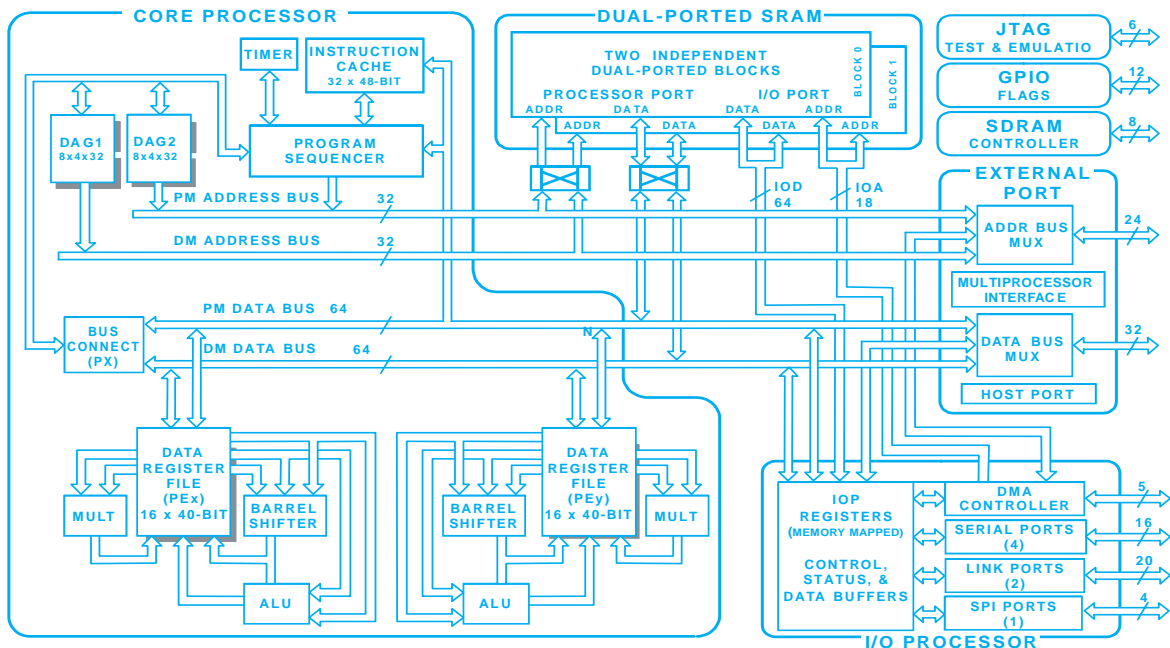 CORE PROCESSOR
TIMER
INSTRUCTION
CACHE
32 x 48-BIT
DAG1
8x4x32
DAG2
8x4x32
PROGRAM
SEQUENCER
PM ADDRESS BUS 32
DM ADDRESS BUS 32
BUS
CONNECT
(PX)
PM DATA BUS 64
DM DATA BUS 64
N
DATA
REGISTER
FILE
(PEx)
16 x 40-BIT
MULT
BARREL
SHIFTER
ALU
DATA
REGISTER
FILE
(PEy)
16 x 40-BIT
BARREL
SHIFTER
MULT
ALU
DUAL-PORTED SRAM
TWO INDEPENDENT
DUAL-PORTED BLOCKS
PROCESSOR PORT I/O PORT
ADDR DATA DATA ADDR
ADDR DATA DATA ADDR
BLOCK 0
BLOCK 1
IOD
64
IOA
18
JTAG
TEST & EMULATIO
6
GPIO
FLAGS
12
SDRAM
CONTROLLER
8
EXTERNAL
PORT
ADDR BUS
MUX
24
MULTIPROCESSOR
INTERFACE
DATA BUS
MUX
32
HOST PORT
IOP
REGISTERS
(MEMORY MAPPED)
CONTROL,
STATUS, &
DATA BUFFERS
DMA
CONTROLLER
5
SERIAL PORTS
(4)
16
LINK PORTS
(2)
20
SPI PORTS
(1)
4
I/O PROCESSOR